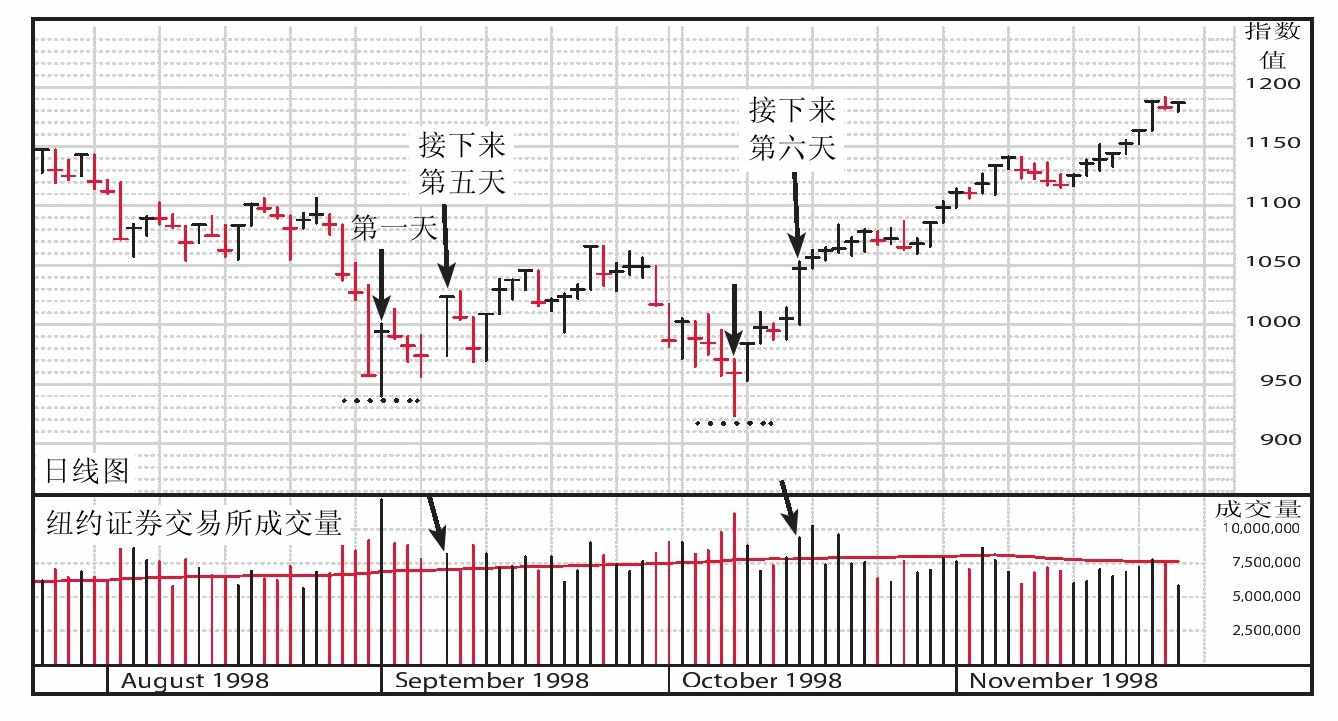 指数
值
1200
接下来
第六天
接下来
第五天
1150
1100
第一天
1050
1000
950
900
日线图
纽约证券交易所成交量
成交量
10,000,000
7,500,000
5,000,000
2,500,000
August 1998
September 1998
October 1998
November 1998